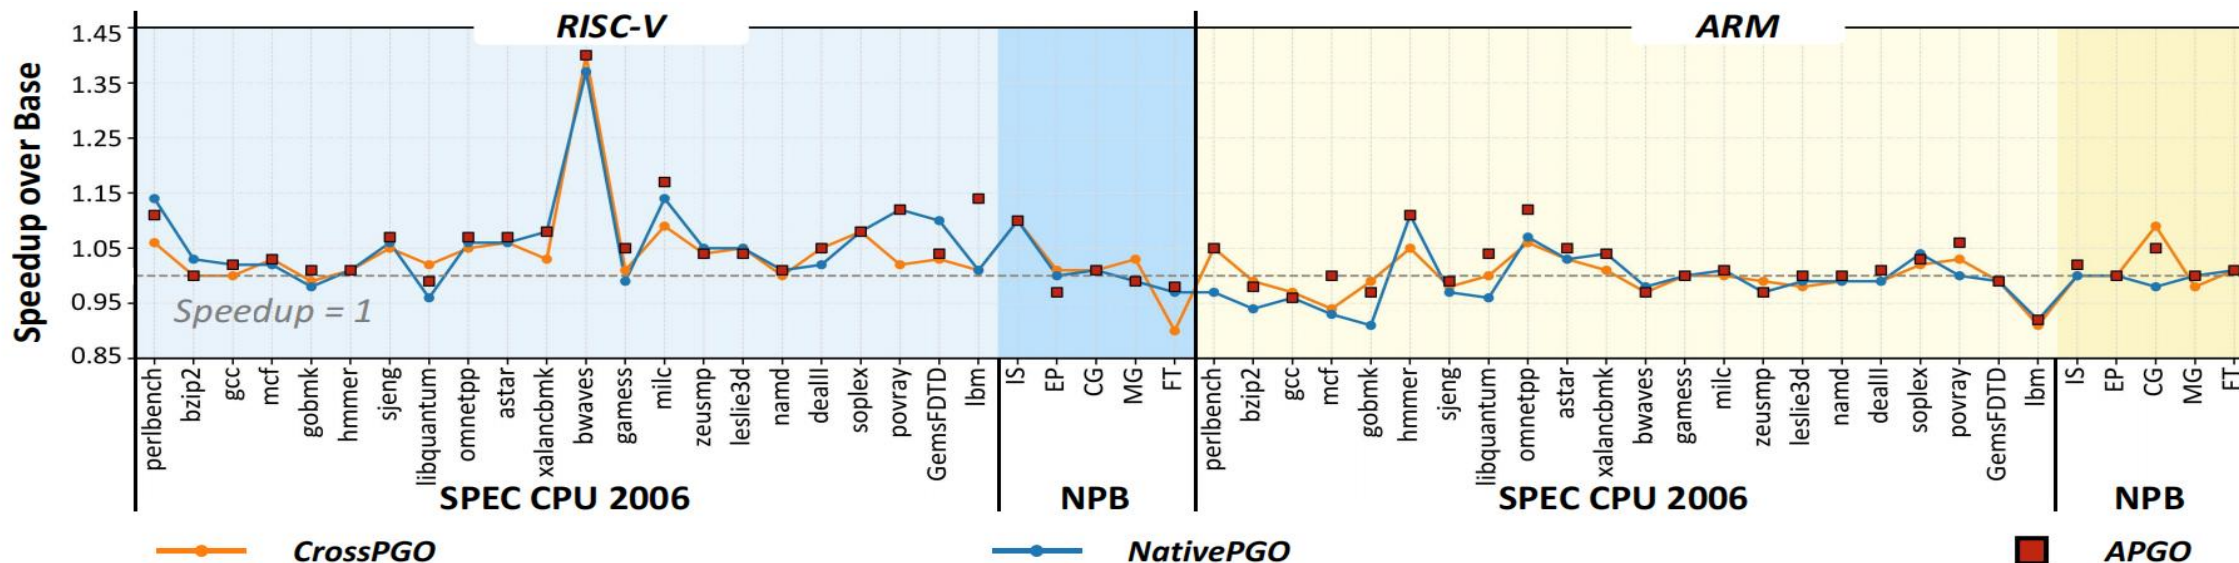 RISC-V
ARM
Speedup over Base
1.45
1.35
1.25
1.15
1.05
0.95
0.85
Speedup = 1
perlbench
bzip2
gcc
mcf
gobmk
hmmer
sjeng
libquantum
omnetpp
astar
xalancbmk
bwaves
gamess
milc
zeusmp
leslie3d
namd
dealII
soplex
povray
GemsFDTD
lbm
IS
EP
CG
MG
FT
perlbench
bzip2
gcc
mcf
gobmk
hmmer
sjeng
libquantum
omnetpp
astar
xalancbmk
bwaves
gamess
milc
zeusmp
leslie3d
namd
dealII
soplex
povray
GemsFDTD
lbm
IS
EP
CG
MG
FT
SPEC CPU 2006
NPB
SPEC CPU 2006
NPB
CrossPGO
NativePGO
APGO